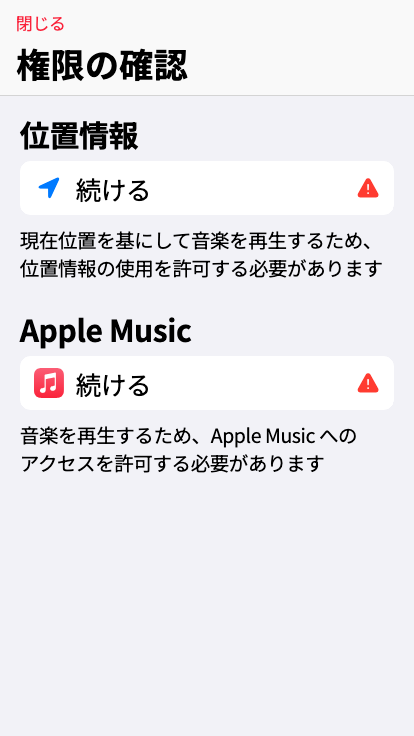 閉じる
権限の確認
位置情報
続ける
現在位置を基にして音楽を再生するため、
位置情報の使用を許可する必要があります
Apple Music
続ける
音楽を再生するため、Apple Music への
アクセスを許可する必要があります